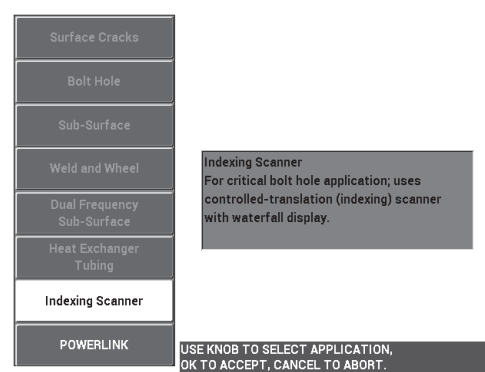 Surface Cracks
Bolt Hole
Sub-Surface
Weld and Wheel
Dual Frequency
Sub-Surface
Heat Exchanger
Tubing
Indexing Scanner
POWERLINK
Indexing Scanner
For critical bolt hole application; uses
controlled-translation (indexing) scanner
with waterfall display.
USE KNOB TO SELECT APPLICATION,
OK TO ACCEPT, CANCEL TO ABORT.